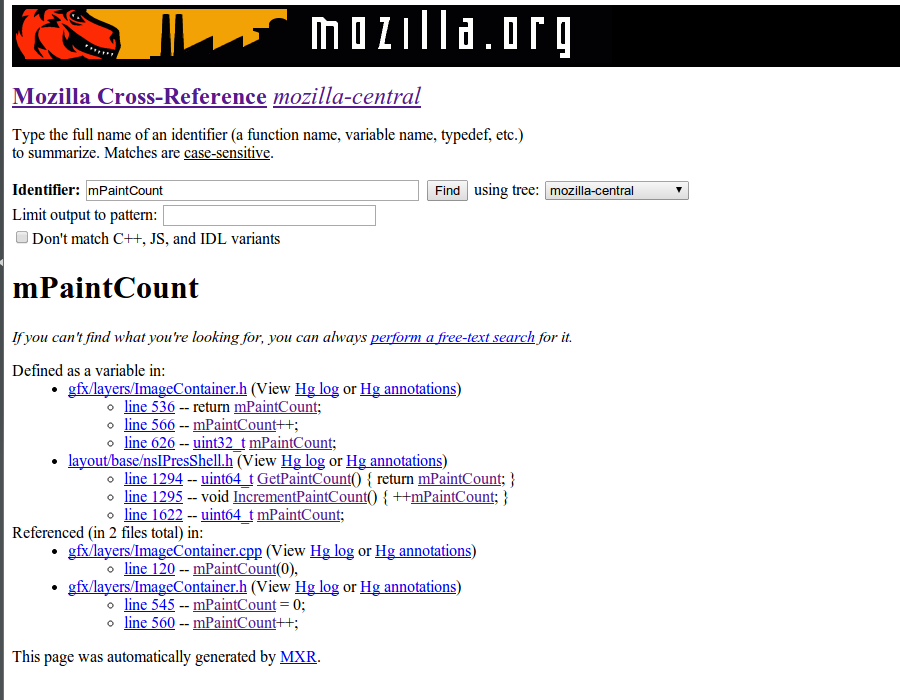 mozilla.org
Mozilla Cross-Reference mozilla-central
Type the full name of an identifier (a function name, variable name, typedef, etc.)
to summarize. Matches are case-sensitive.
Identifier: mPaintCount Find using tree: mozilla-central
Limit output to pattern:
Don't match C++, JS, and IDL variants
mPaintCount
If you can't find what you're looking for, you can always perform a free-text search for it.
Defined as a variable in:
• gfx/layers/ImageContainer.h (View Hg log or Hg annotations)
○ line 536 -- return mPaintCount;
○ line 566 -- mPaintCount++;
○ line 626 -- uint32_t mPaintCount;
• layout/base/nsIPresShell.h (View Hg log or Hg annotations)
○ line 1294 -- uint64_t GetPaintCount() { return mPaintCount; }
○ line 1295 -- void IncrementPaintCount() { ++mPaintCount; }
○ line 1622 -- uint64_t mPaintCount;
Referenced (in 2 files total) in:
• gfx/layers/ImageContainer.cpp (View Hg log or Hg annotations)
○ line 120 -- mPaintCount(0),
• gfx/layers/ImageContainer.h (View Hg log or Hg annotations)
○ line 545 -- mPaintCount = 0;
○ line 560 -- mPaintCount++;
This page was automatically generated by MXR.